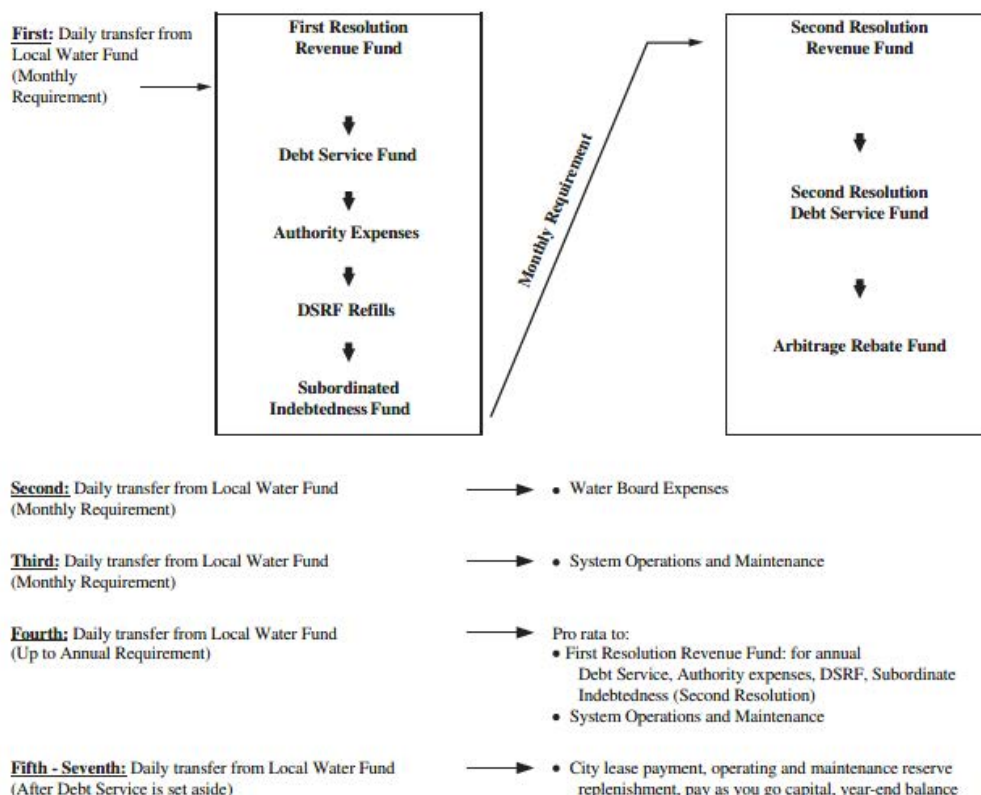 First: Daily transfer from
Local Water Fund
(Monthly
Requirement)
First Resolution
Revenue Fund
Debt Service Fund
Authority Expenses
DSRF Refills
Subordinated
Indebtedness Fund
Monthly Requirement
Second Resolution
Revenue Fund
Second Resolution
Debt Service Fund
Arbitrage Rebate Fund
Second: Daily transfer from Local Water Fund
(Monthly Requirement)
• Water Board Expenses
Third: Daily transfer from Local Water Fund
(Monthly Requirement)
• System Operations and Maintenance
Fourth: Daily transfer from Local Water Fund
(Up to Annual Requirement)
Pro rata to:
• First Resolution Revenue Fund: for annual
Debt Service, Authority expenses, DSRF, Subordinate
Indebtedness (Second Resolution)
• System Operations and Maintenance
Fifth - Seventh: Daily transfer from Local Water Fund
(After Debt Service is set aside)
• City lease payment, operating and maintenance reserve
replenishment, pay as you go capital, year-end balance